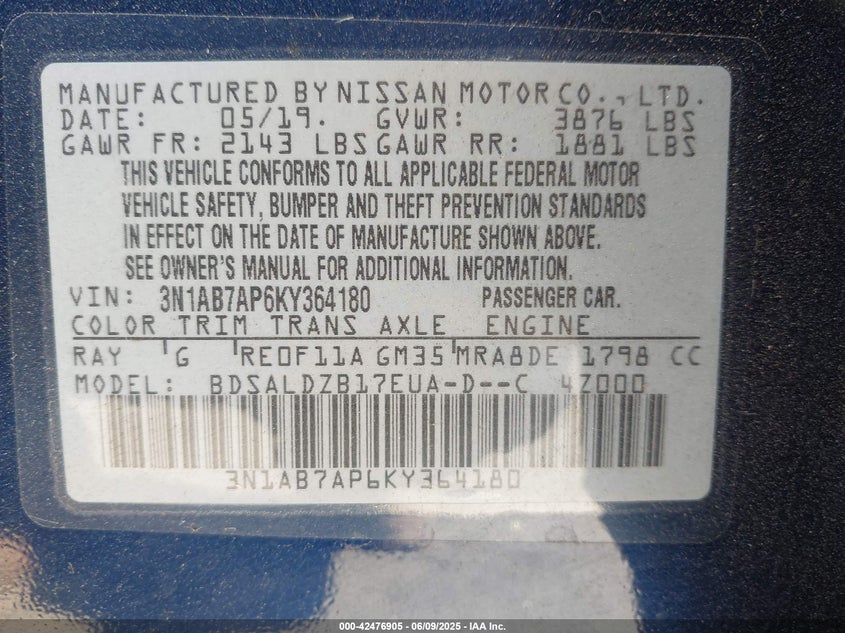 MANUFACTURED BY NISSAN MOTOR CO., LTD.
DATE: 05/19. GVWR: 3876 LBS
GAWR FR: 2143 LBS GAWR RR: 1881 LBS
THIS VEHICLE CONFORMS TO ALL APPLICABLE FEDERAL MOTOR
VEHICLE SAFETY, BUMPER AND THEFT PREVENTION STANDARDS
IN EFFECT ON THE DATE OF MANUFACTURE SHOWN ABOVE.
SEE OWNER'S MANUAL FOR ADDITIONAL INFORMATION.
VIN: 3N1AB7AP6KY364180 PASSENGER CAR.
COLOR TRIM TRANS AXLE ENGINE
RAY G RE0F11A GM35 MRA8DE 1798 CC
MODEL: BDSALDZB17EUA-D--C 4Z000
3N1AB7AP6KY364180
000-42476905 | 06/09/2025 - IAA Inc.